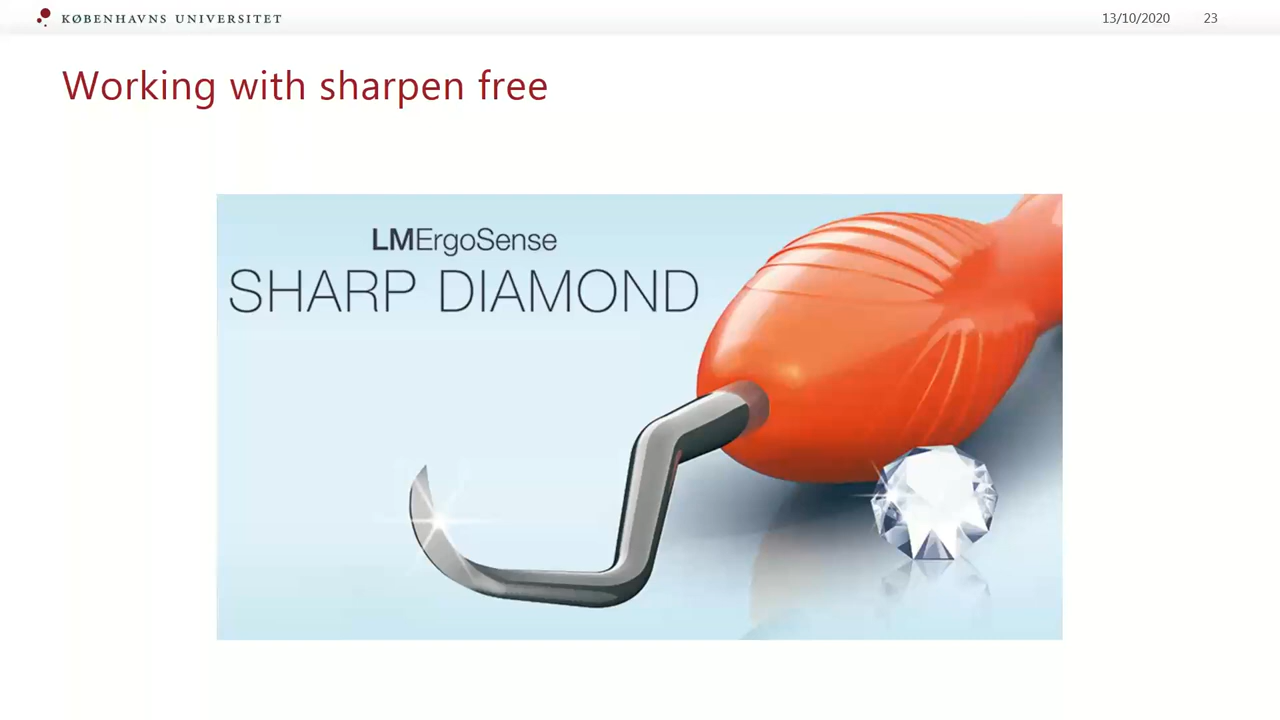 KØBENHAVNS UNIVERSITET
13/10/2020 23
Working with sharpen free
LMErgoSense
SHARP DIAMOND